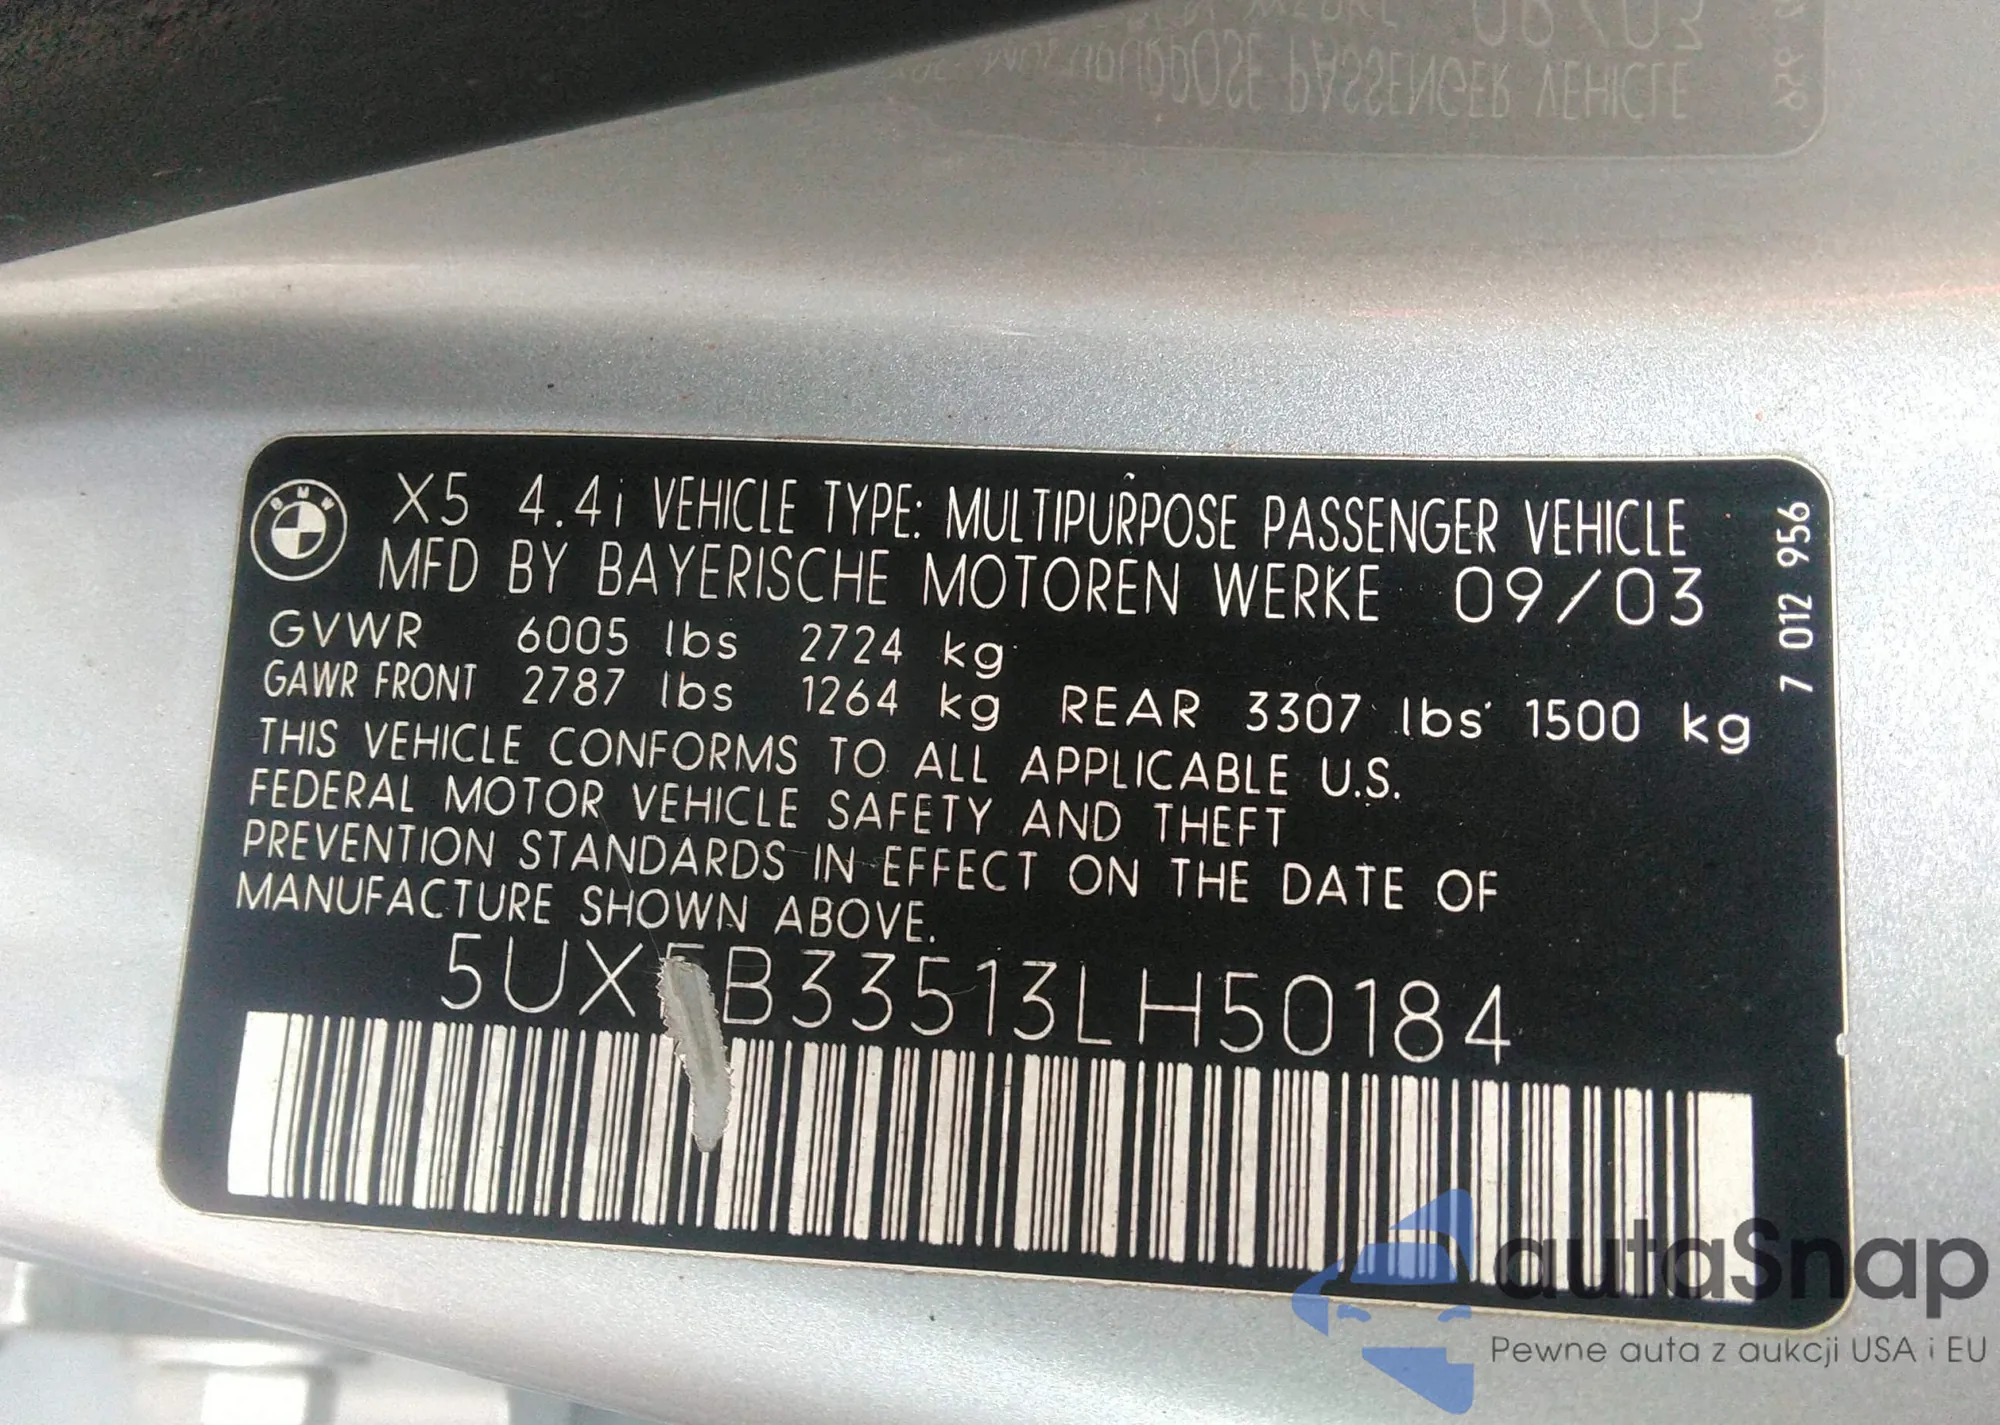 X5 4.4i VEHICLE TYPE: MULTIPURPOSE PASSENGER VEHICLE
MFD BY BAYERISCHE MOTOREN WERKE 09/03
GVWR 6005 lbs 2724 kg
GAWR FRONT 2787 lbs 1264 kg REAR 3307 lbs 1500 kg
THIS VEHICLE CONFORMS TO ALL APPLICABLE U.S.
FEDERAL MOTOR VEHICLE SAFETY AND THEFT
PREVENTION STANDARDS IN EFFECT ON THE DATE OF
MANUFACTURE SHOWN ABOVE.
5UXFB33513LH50184
7 012 956
BMW
autaSnap
Pewne auta z aukcji USA i EU